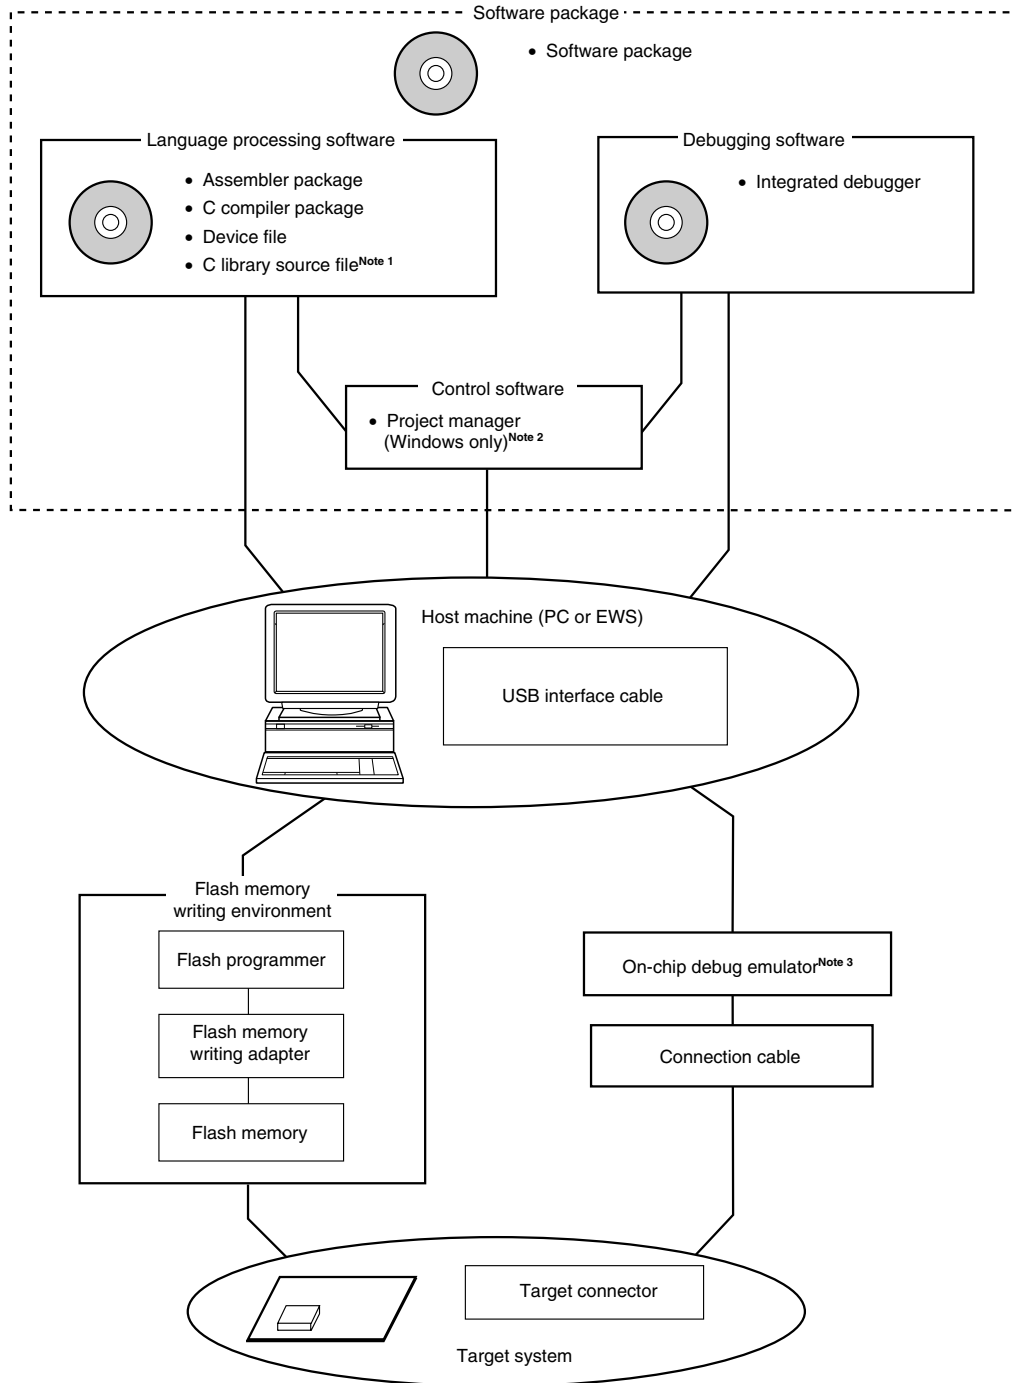 Software package
• Software package
Language processing software
• Assembler package
• C compiler package
• Device file
• C library source fileNote 1
Debugging software
• Integrated debugger
Control software
• Project manager
(Windows only)Note 2
Host machine (PC or EWS)
USB interface cable
Flash memory
writing environment
Flash programmer
Flash memory
writing adapter
Flash memory
On-chip debug emulatorNote 3
Connection cable
Target connector
Target system